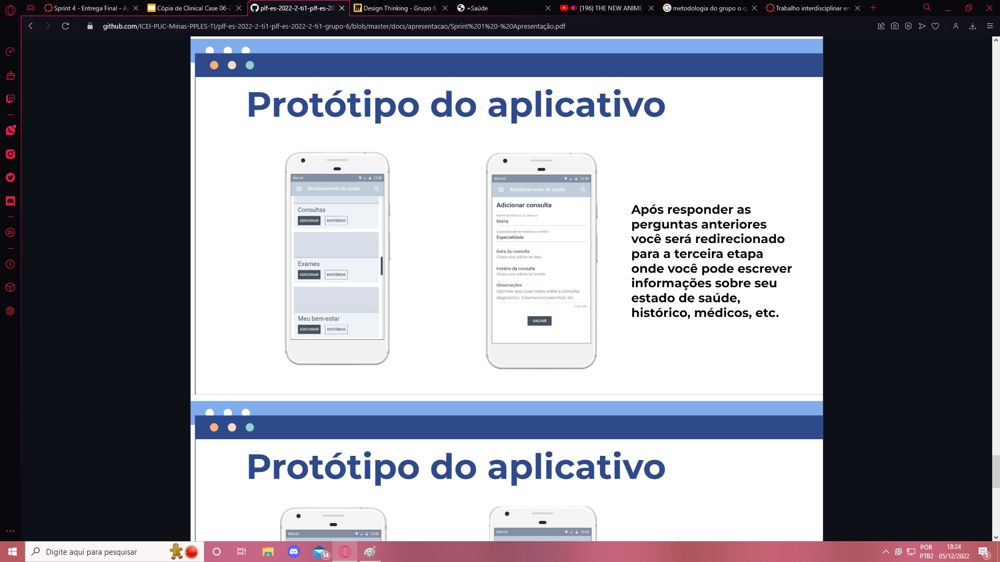 Sprint 4 - Entrega Final - A
Cópia de Clinical Case 06-2
plf-es-2022-2-ti1-plf-es-20
Design Thinking - Grupo 6,
+Saúde
(196) THE NEW ANIME
metodologia do grupo o q
Trabalho interdisciplinar en
github.com/ICEI-PUC-Minas-PPLES-TI/plf-es-2022-2-ti1-plf-es-2022-2-ti1-grupo-6/blob/master/docs/apresentacao/Sprint%201%20-%20Apresentação.pdf
Protótipo do aplicativo
Marvel
13:00
Monitoramento de saúde
Consultas
ADICIONAR
HISTÓRICO
Exames
ADICIONAR
HISTÓRICO
Meu bem-estar
ADICIONAR
HISTÓRICO
Marvel
13:00
Monitoramento de saúde
Adicionar consulta
Nome da médica ou médico
Nome
Especialidade da médica ou médico
Especialidade
Data da consulta
Clique para adicionar data
Horário da consulta
Clique para adicionar horário
Observações
Adicione aqui suas notas sobre a consulta:
diagnóstico, tratamentos prescritos, etc.
110/120
SALVAR
Após responder as
perguntas anteriores
você será redirecionado
para a terceira etapa
onde você pode escrever
informações sobre seu
estado de saúde,
histórico, médicos, etc.
Protótipo do aplicativo
Marvel
13:00
Marvel
13:00
Digite aqui para pesquisar
14
POR
PTB2
18:24
05/12/2022
5